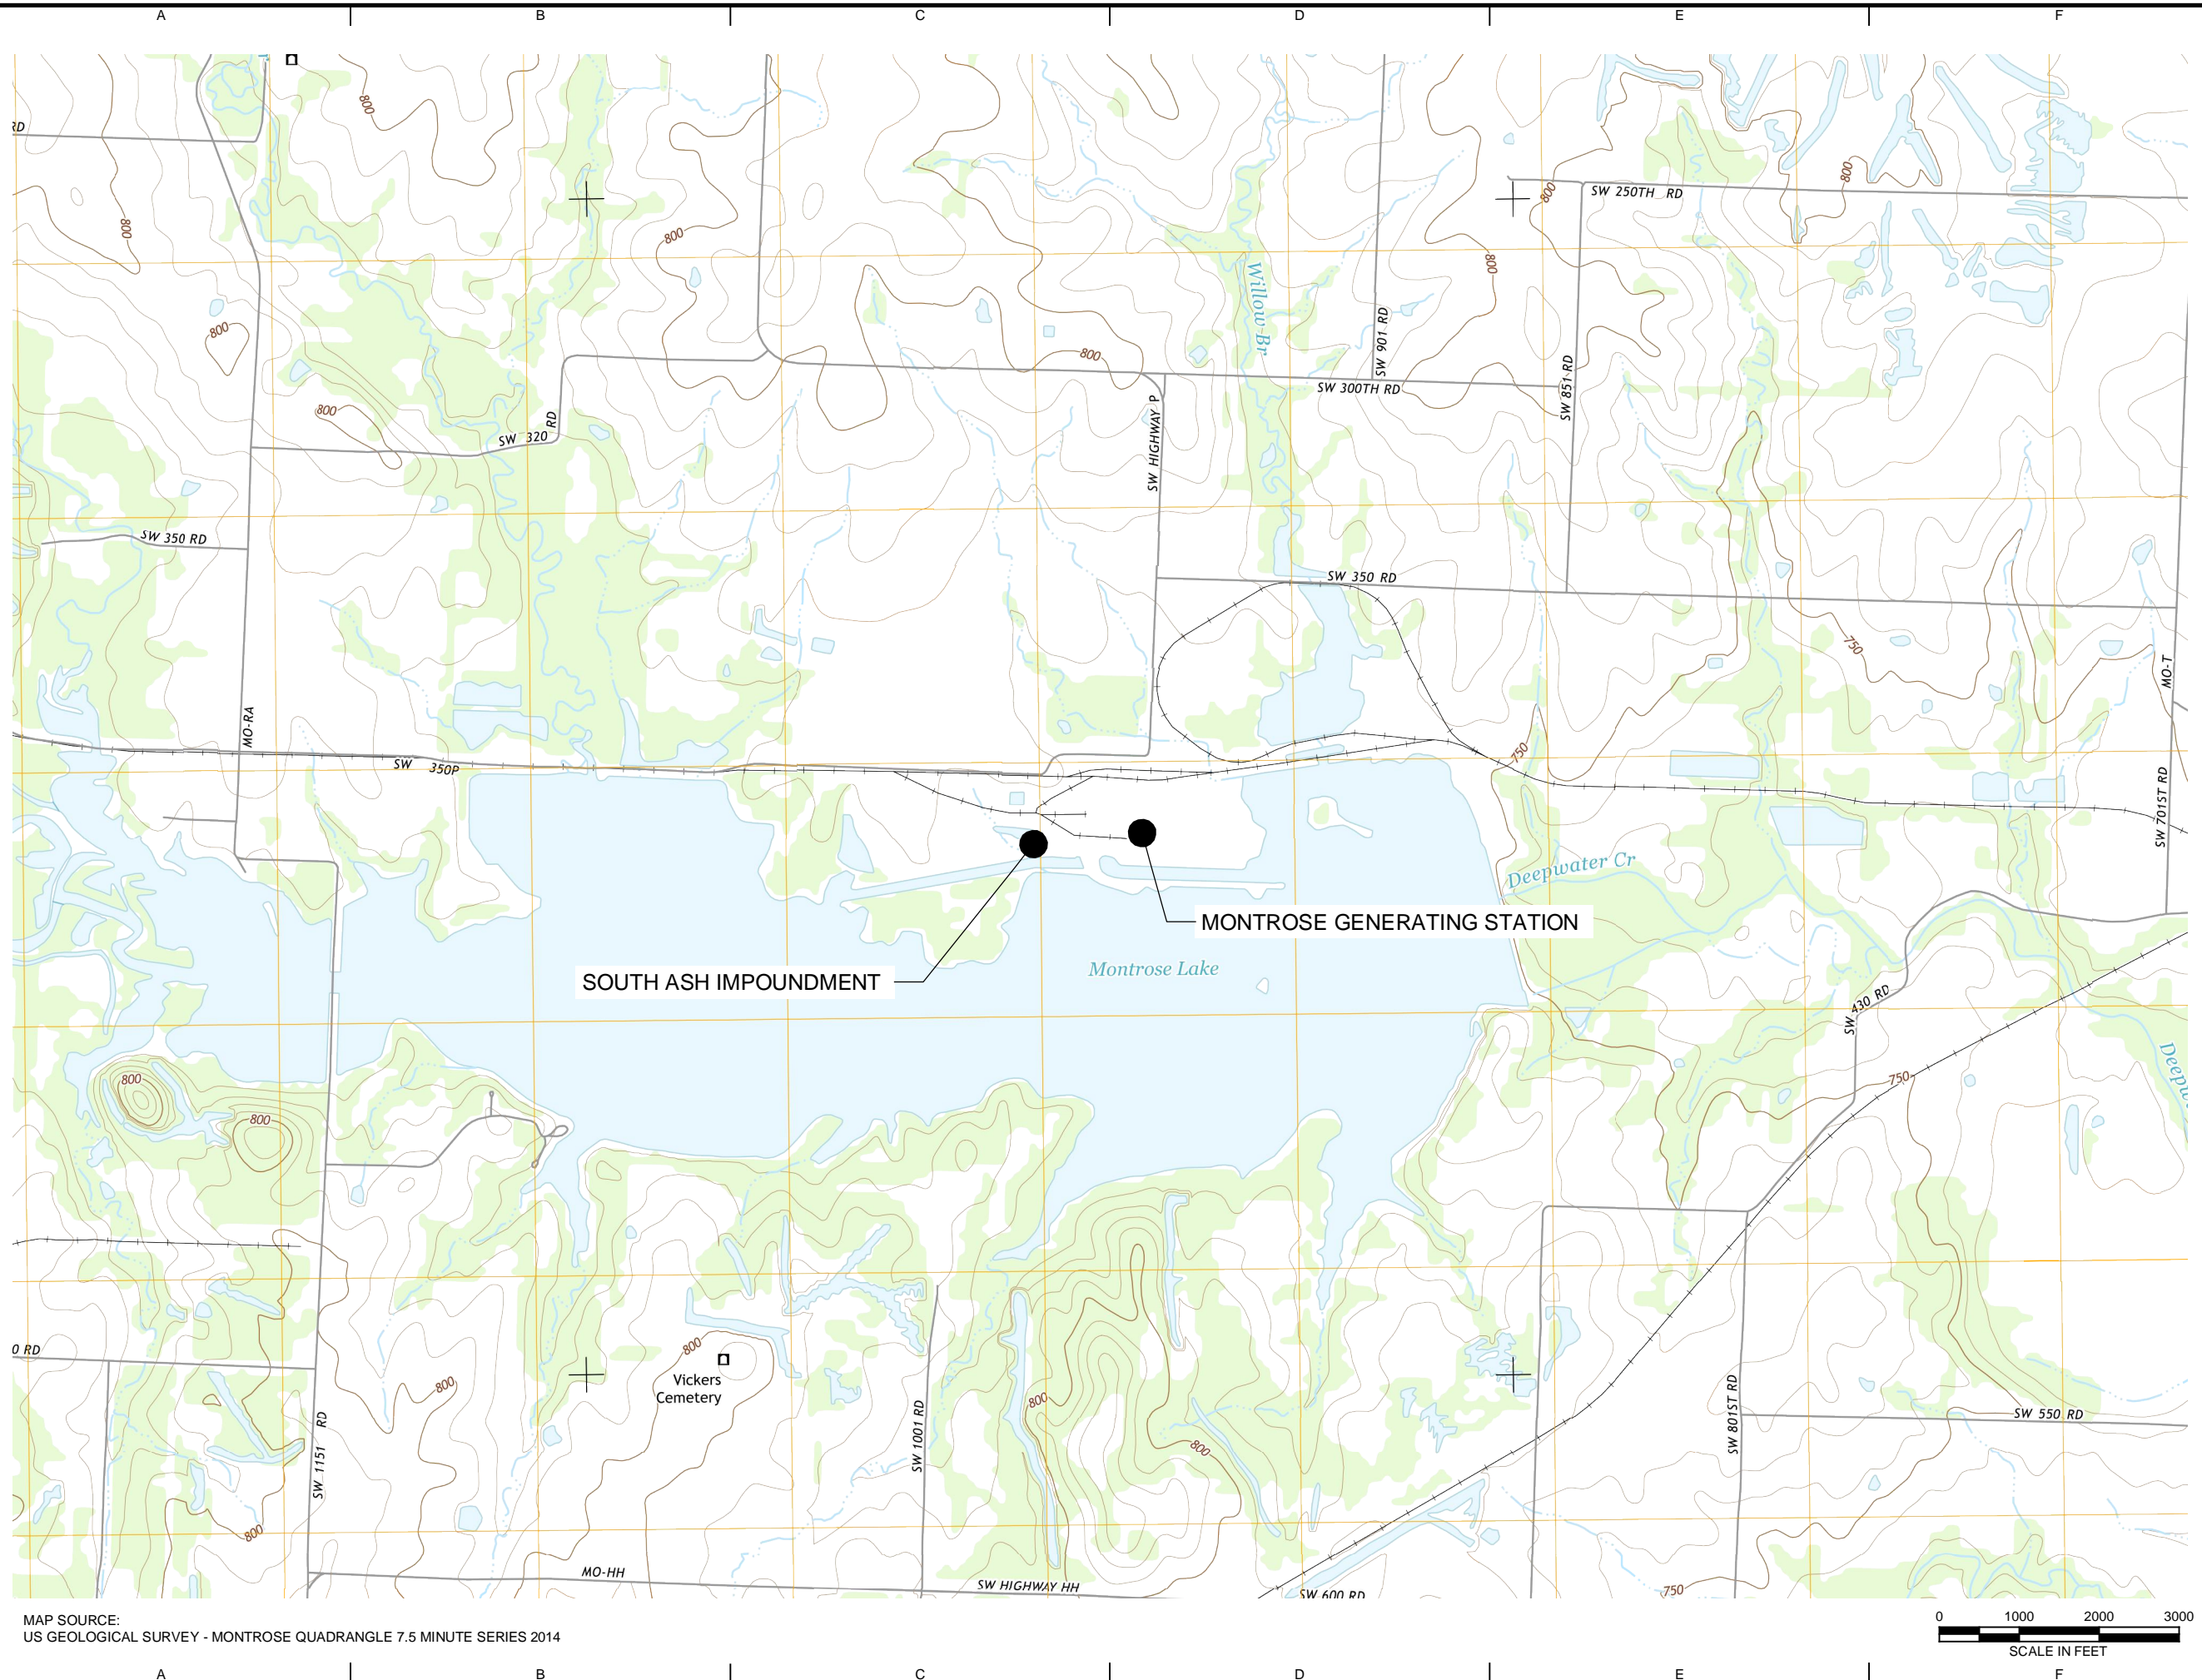 A B C D E F
800
RD
SW 250TH RD
800
800
800
800
800
800
Willow Br
800
SW 901 RD
800
SW 851 RD
SW 300TH RD
SW HIGHWAY P
800
SW 320 RD
SW 350 RD
SW 350 RD
750
MO-T
MO-RA
SW 350P
750
SW 701ST RD
Deepwater Cr
MONTROSE GENERATING STATION
Montrose Lake
SOUTH ASH IMPOUNDMENT
SW 430 RD
750
800
800
0 RD
800
Vickers
Cemetery
800
800
SW 1001 RD
800
SW 801ST RD
SW 550 RD
SW 1151 RD
800
MO-HH
SW HIGHWAY HH
SW 600 RD
750
MAP SOURCE:
US GEOLOGICAL SURVEY - MONTROSE QUADRANGLE 7.5 MINUTE SERIES 2014
0 1000 2000 3000
SCALE IN FEET
A B C D E F